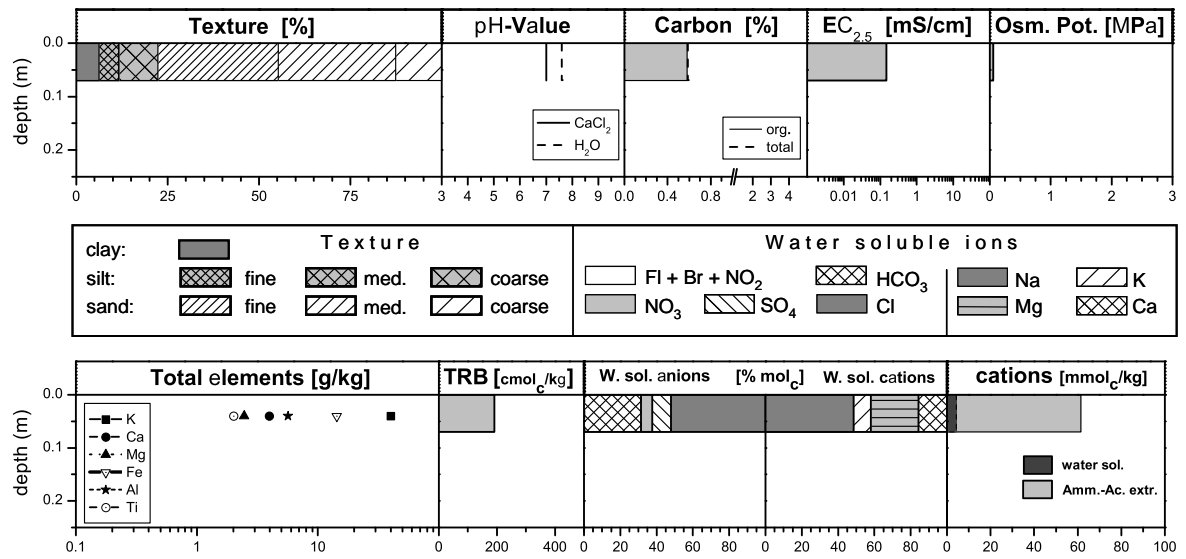 Texture [%] pH-Value Carbon [%] EC2.5 [mS/cm] Osm. Pot. [MPa]
depth (m)
0.0
0.1
0.2
CaCl2
H2O
org.
total
0 25 50 75 3 4 5 6 7 8 9 0.0 0.4 0.8 2 3 4 0.01 0.1 1 10 0 1 2 3
Texture Water soluble ions
clay:
silt: fine med. coarse
sand: fine med. coarse
Fl + Br + NO2 HCO3 Na K
NO3 SO4 Cl Mg Ca
Total elements [g/kg] TRB [cmolc/kg] W. sol. anions [% molc] W. sol. cations cations [mmolc/kg]
depth (m)
0.0
0.1
0.2
K
Ca
Mg
Fe
Al
Ti
water sol.
Amm.-Ac. extr.
0.1 1 10 0 200 400 0 20 40 60 80 0 20 40 60 80 0 20 40 60 80 100